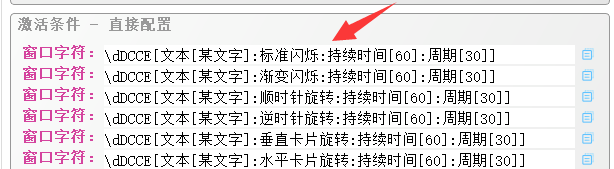 激活条件 - 直接配置
窗口字符： \dDCCE[文本[某文字]:标准闪烁:持续时间[60]:周期[30]]
窗口字符： \dDCCE[文本[某文字]:渐变闪烁:持续时间[60]:周期[30]]
窗口字符： \dDCCE[文本[某文字]:顺时针旋转:持续时间[60]:周期[30]]
窗口字符： \dDCCE[文本[某文字]:逆时针旋转:持续时间[60]:周期[30]]
窗口字符： \dDCCE[文本[某文字]:垂直卡片旋转:持续时间[60]:周期[30]]
窗口字符： \dDCCE[文本[某文字]:水平卡片旋转:持续时间[60]:周期[30]]